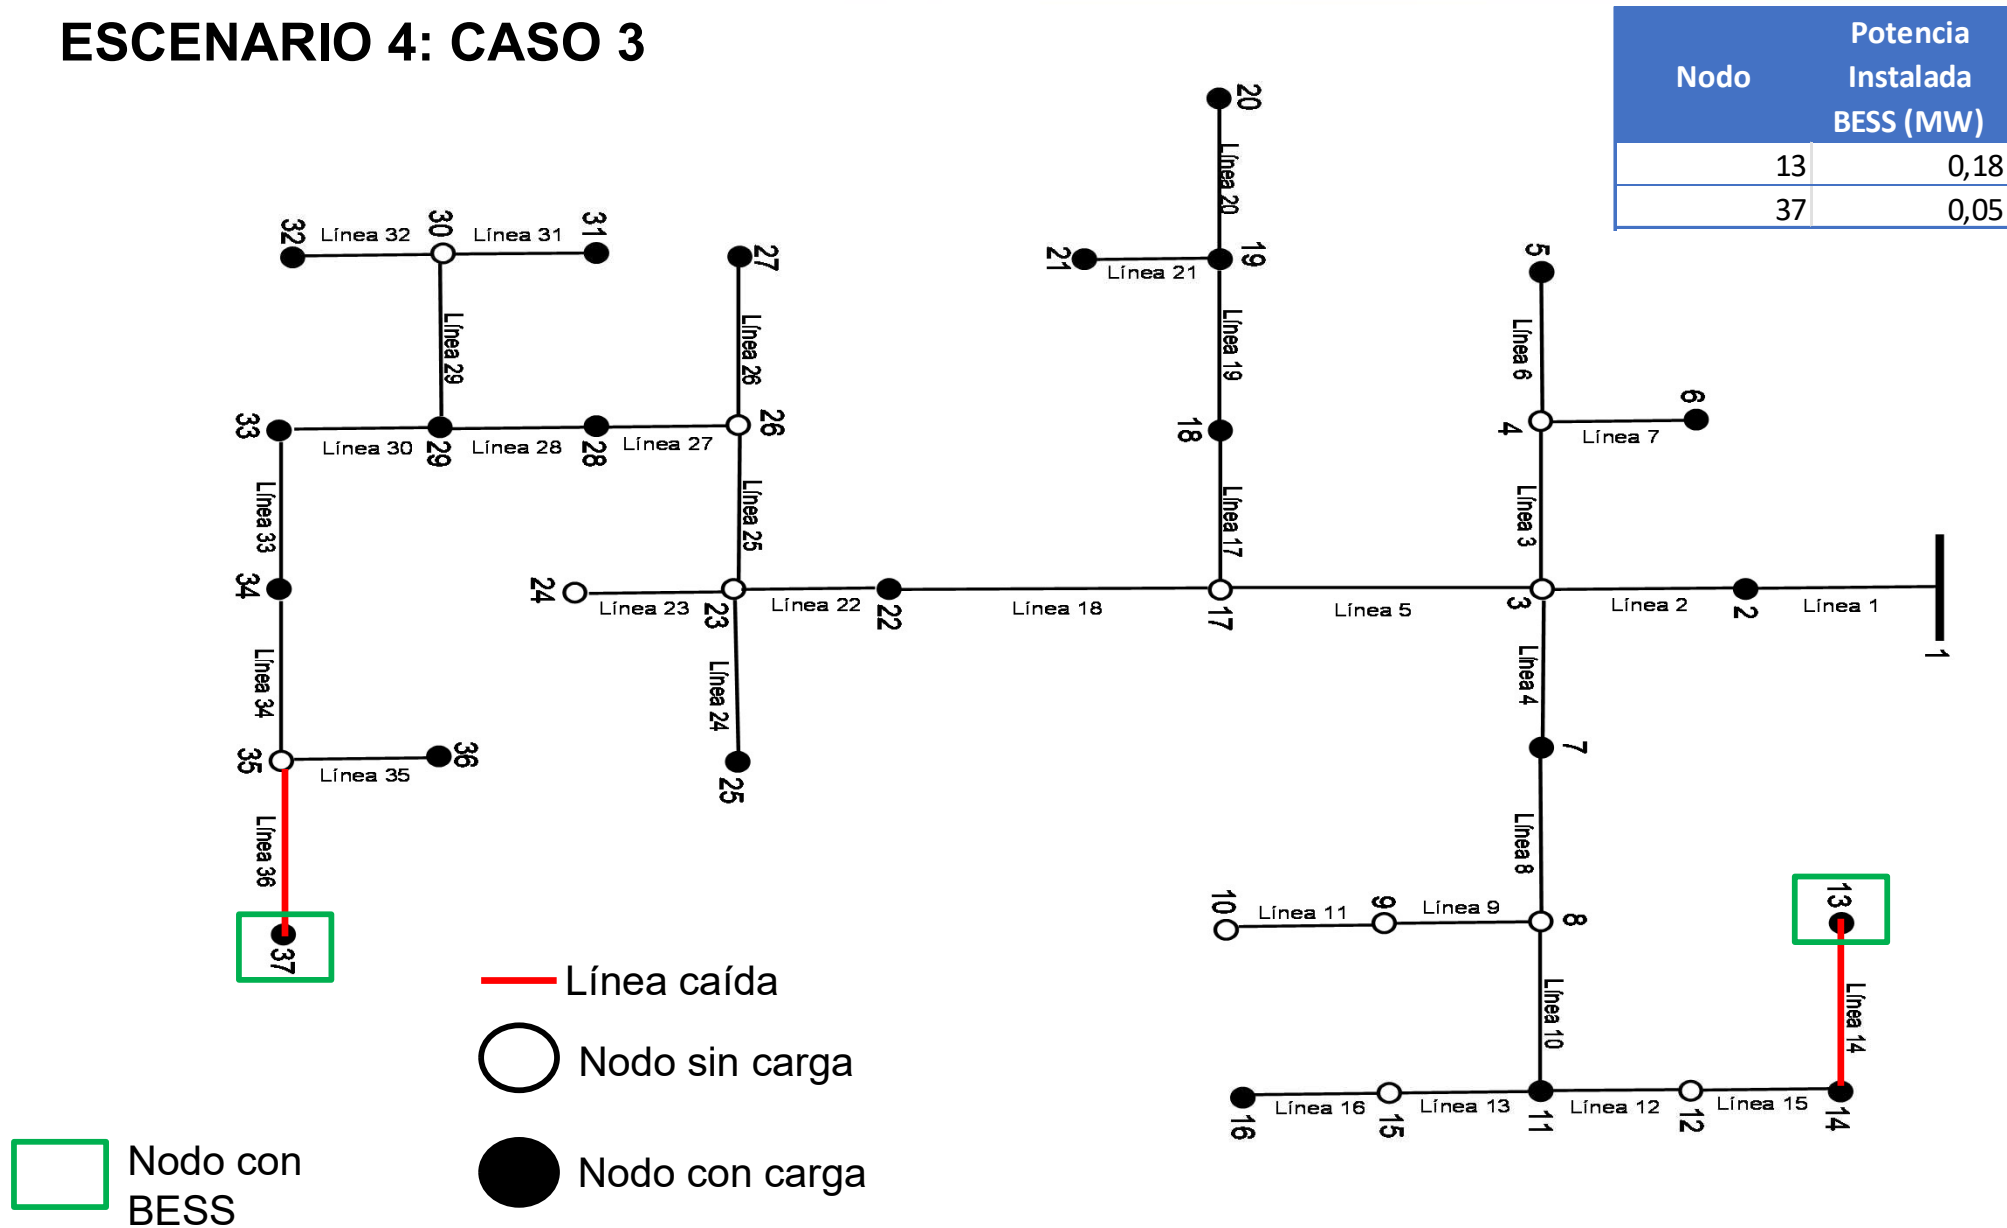 ESCENARIO 4: CASO 3
Nodo
Potencia
Instalada
BESS (MW)
13
0,18
37
0,05
20
Línea 20
32
Línea 32
30
Línea 31
31
27
21
Línea 21
19
5
Línea 29
Línea 26
Línea 19
Línea 6
6
33
Línea 30
29
Línea 28
28
Línea 27
26
18
4
Línea 7
Línea 33
Línea 25
Línea 17
Línea 3
34
24
Línea 23
23
Línea 22
22
Línea 18
17
Línea 5
3
Línea 2
2
Línea 1
1
Línea 34
Línea 24
Línea 4
35
Línea 35
36
25
7
Línea 36
Línea 8
37
10
Línea 11
9
Línea 9
8
13
Línea 10
Línea 14
16
Línea 16
15
Línea 13
11
Línea 12
12
Línea 15
14
Línea caída
Nodo sin carga
Nodo con carga
Nodo con
BESS